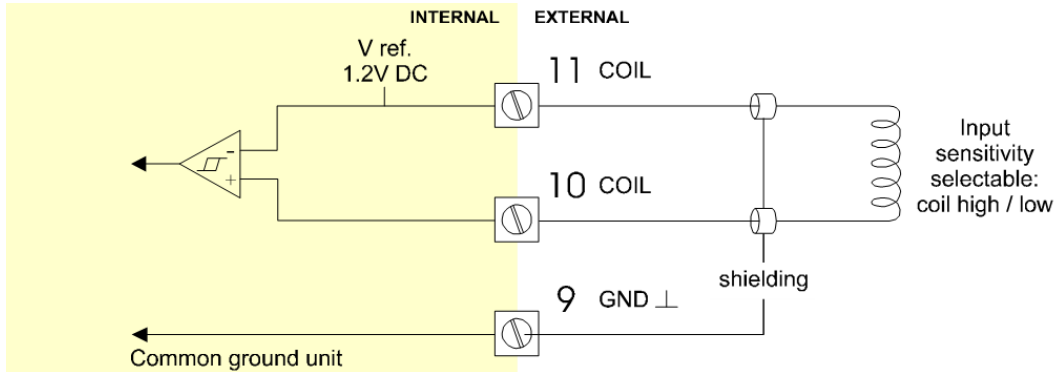 INTERNAL EXTERNAL
V ref.
1.2V DC
11 COIL
-
+
10 COIL
Input
sensitivity
selectable:
coil high / low
shielding
9 GND ⊥
Common ground unit